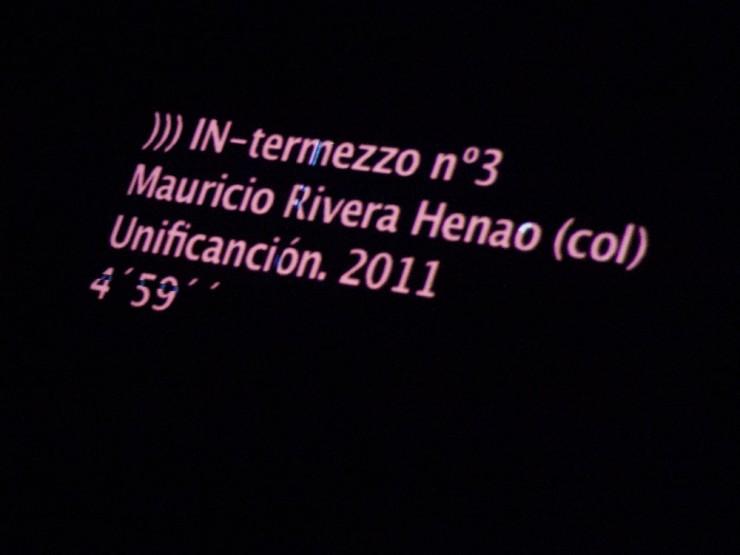 ))) IN-termezzo nº3
Mauricio Rivera Henao (col)
Unificanción. 2011
4´59´´